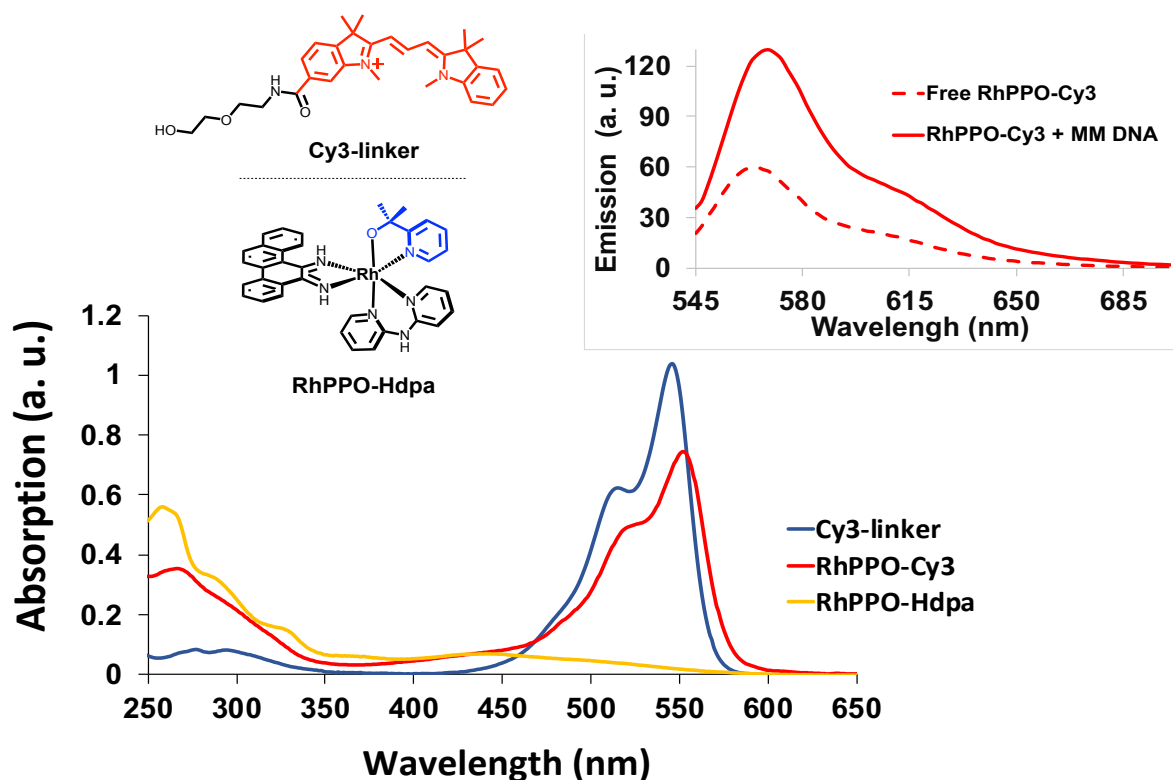 N
+
N
NH
O
O
HO
Cy3-linker
O
N
H
N
Rh
N
H
N
N
N
H
RhPPO-Hdpa
Emission (a. u.)
120
90
60
30
0
545
580
615
650
685
Wavelengh (nm)
Free RhPPO-Cy3
RhPPO-Cy3 + MM DNA
Absorption (a. u.)
1.2
1
0.8
0.6
0.4
0.2
0
250
300
350
400
450
500
550
600
650
Wavelength (nm)
Cy3-linker
RhPPO-Cy3
RhPPO-Hdpa